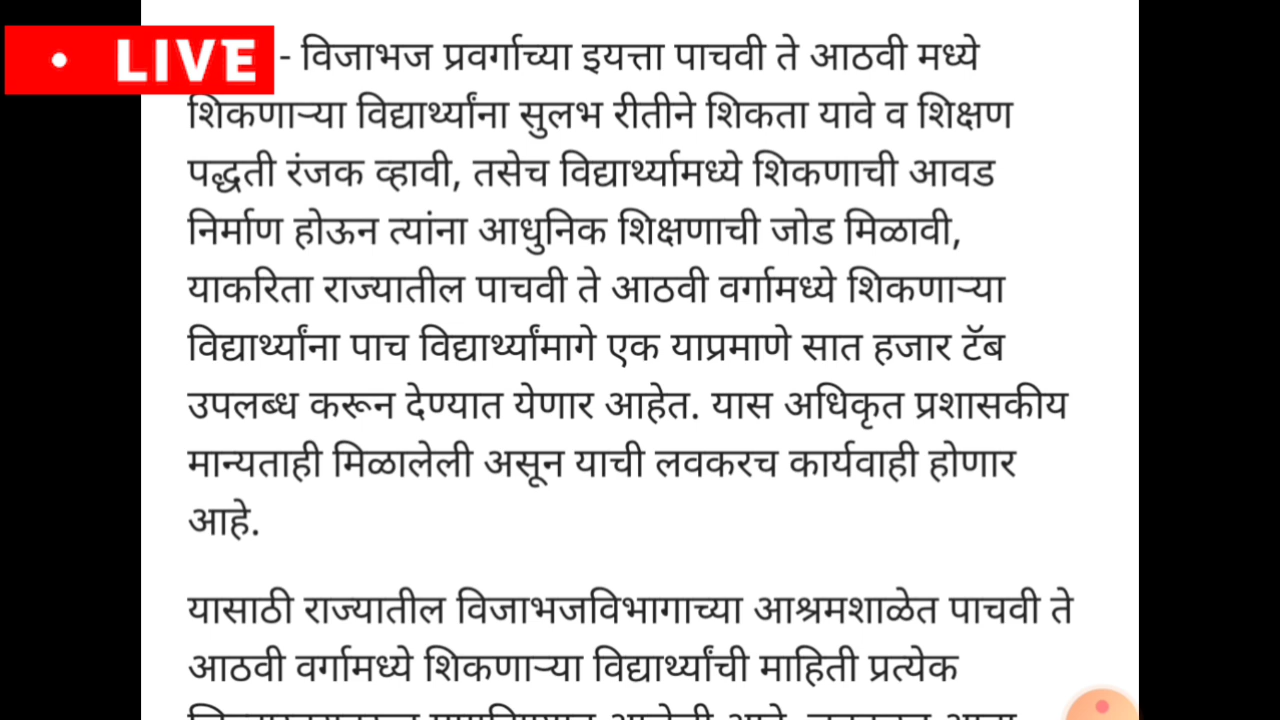 • LIVE
- विजाभज प्रवर्गाच्या इयत्ता पाचवी ते आठवी मध्ये
शिकणाऱ्या विद्यार्थ्यांना सुलभ रीतीने शिकता यावे व शिक्षण
पद्धती रंजक व्हावी, तसेच विद्यार्थ्यामध्ये शिकणाची आवड
निर्माण होऊन त्यांना आधुनिक शिक्षणाची जोड मिळावी,
याकरिता राज्यातील पाचवी ते आठवी वर्गामध्ये शिकणाऱ्या
विद्यार्थ्यांना पाच विद्यार्थ्यांमागे एक याप्रमाणे सात हजार टॅब
उपलब्ध करून देण्यात येणार आहेत. यास अधिकृत प्रशासकीय
मान्यताही मिळालेली असून याची लवकरच कार्यवाही होणार
आहे.
यासाठी राज्यातील विजाभजविभागाच्या आश्रमशाळेत पाचवी ते
आठवी वर्गामध्ये शिकणाऱ्या विद्यार्थ्यांची माहिती प्रत्येक